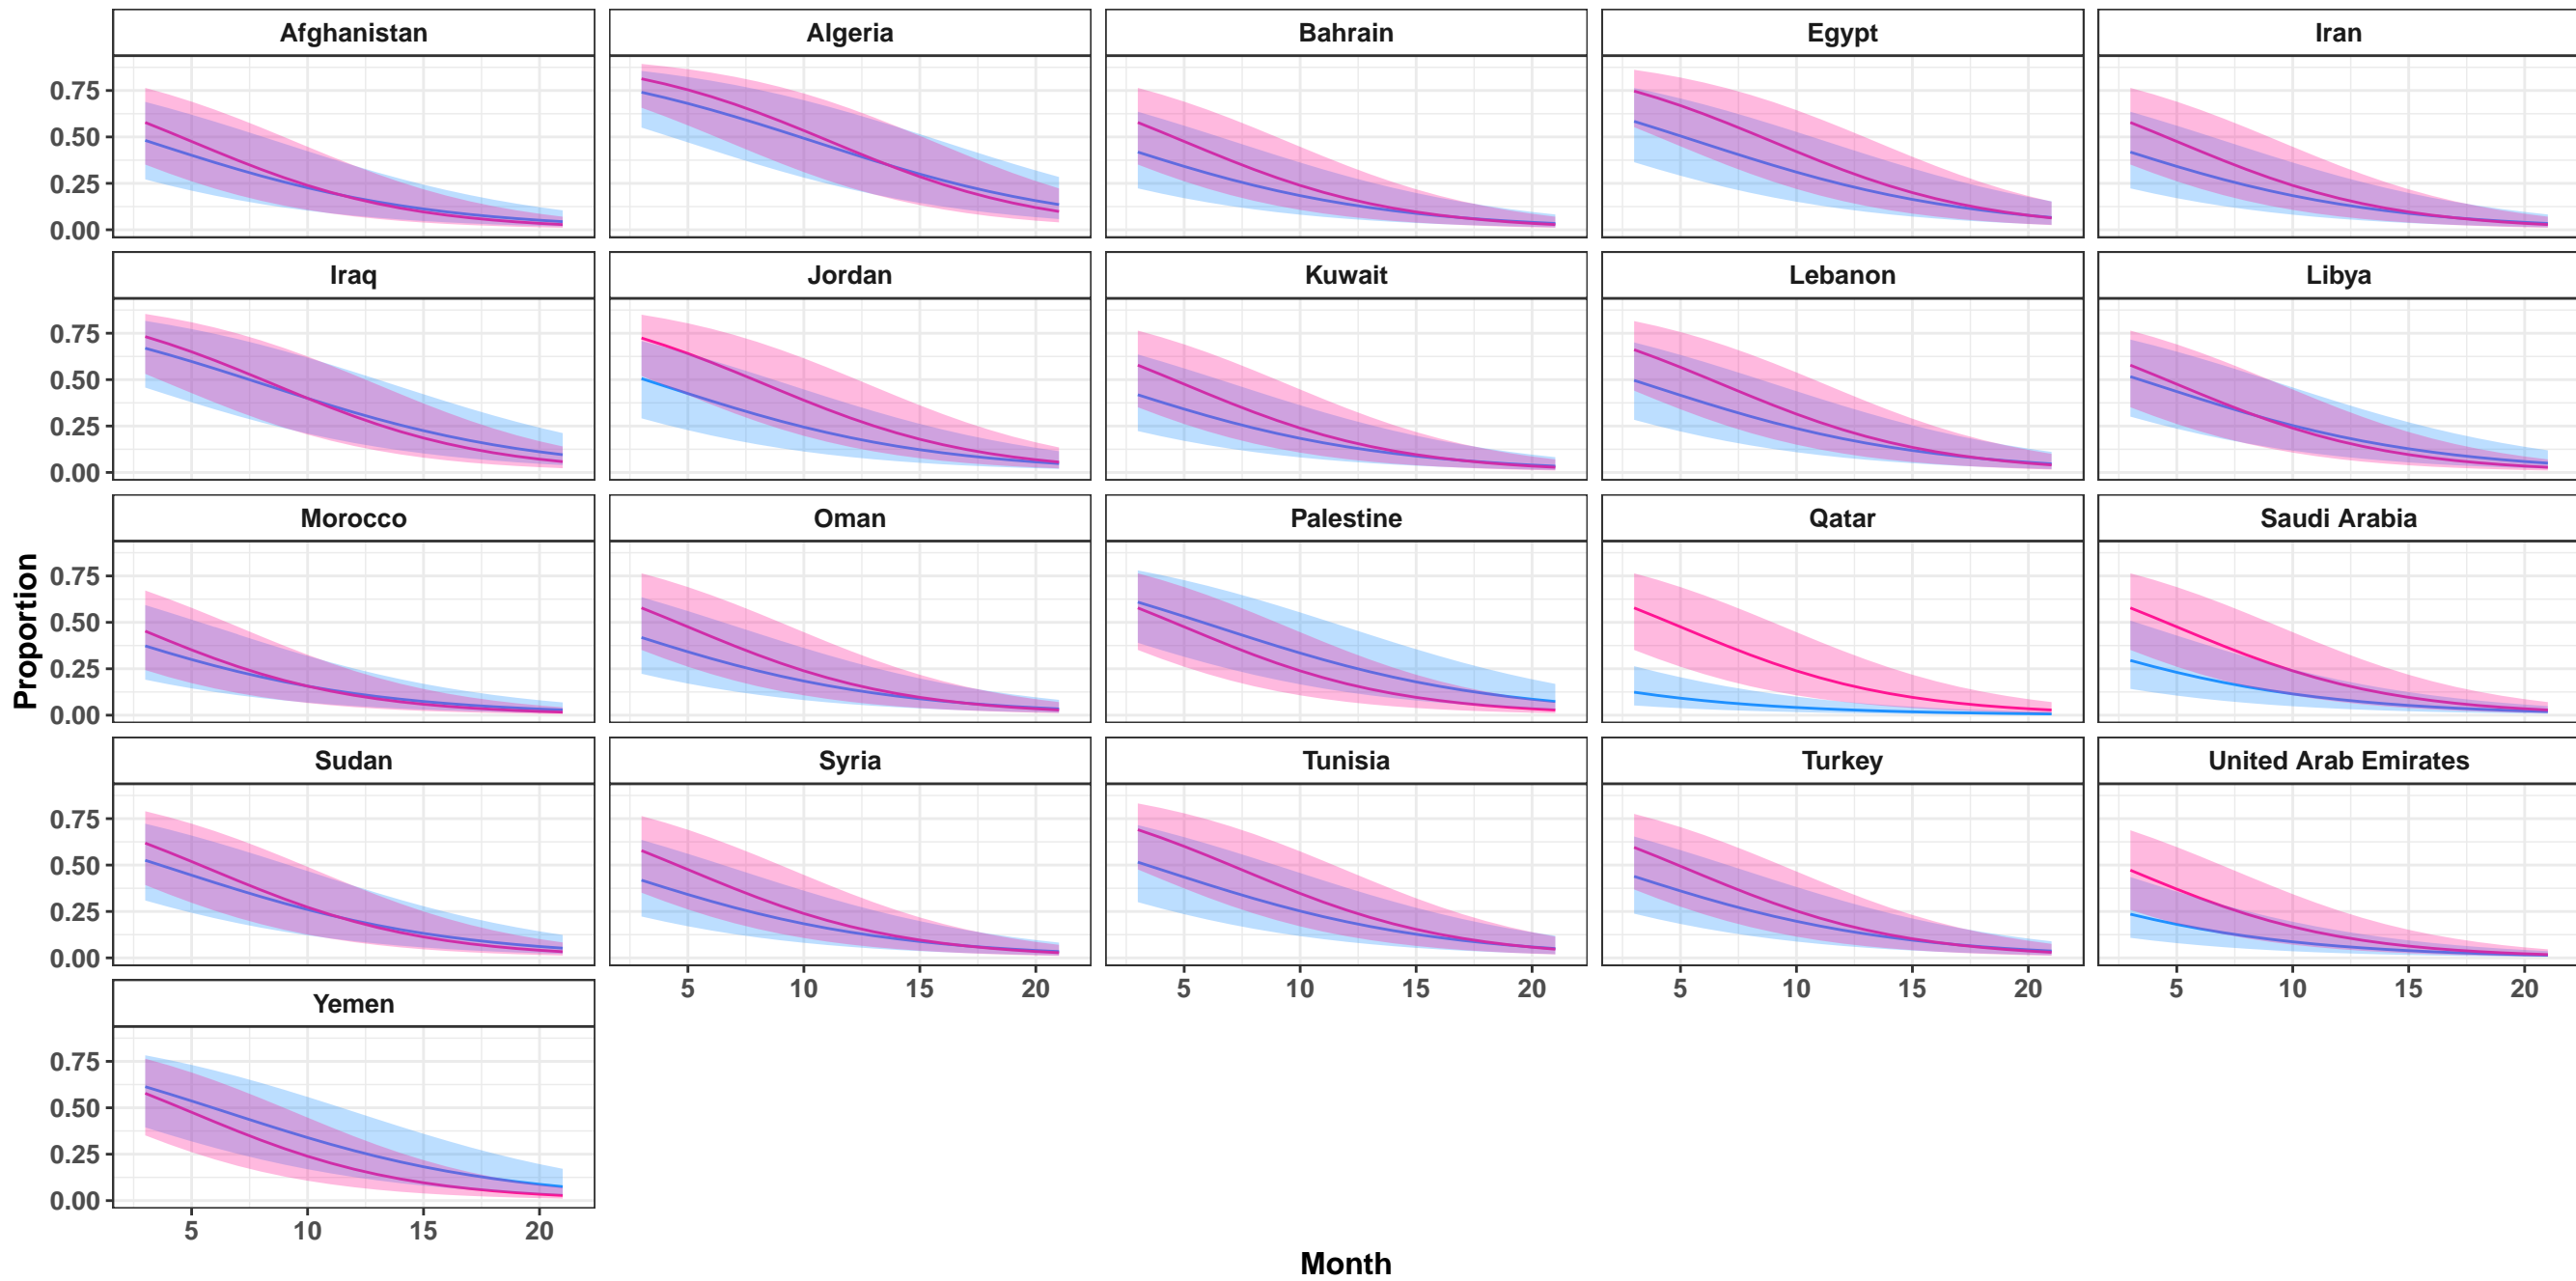 Afghanistan Algeria Bahrain Egypt Iran
0.75
0.50
0.25
0.00
Iraq Jordan Kuwait Lebanon Libya
0.75
0.50
0.25
0.00
Morocco Oman Palestine Qatar Saudi Arabia
0.75
0.50
0.25
0.00
Proportion
Sudan Syria Tunisia Turkey United Arab Emirates
0.75
0.50
0.25
0.00
5 10 15 20 5 10 15 20 5 10 15 20 5 10 15 20
Yemen
0.75
0.50
0.25
0.00
5 10 15 20
Month